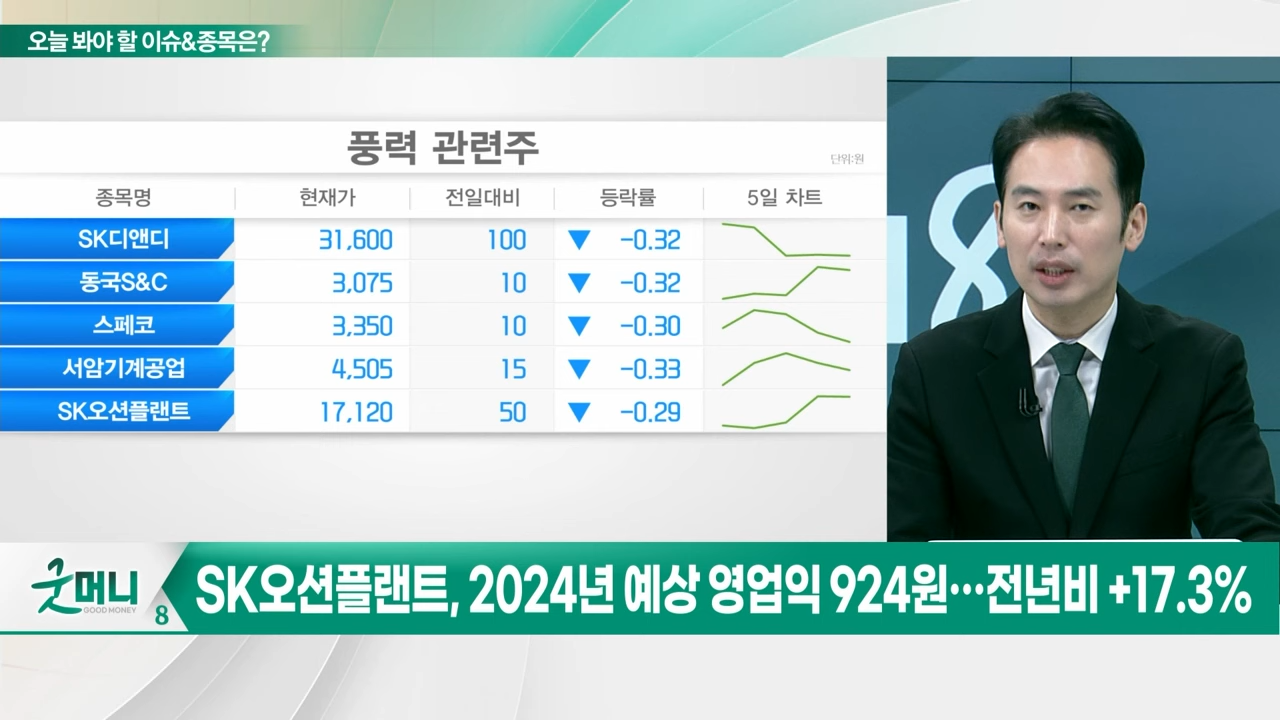 오늘 봐야 할 이슈&종목은?
풍력 관련주
단위:원
종목명 현재가 전일대비 등락률 5일 차트
SK디앤디 31,600 100 ▼ -0.32
동국S&C 3,075 10 ▼ -0.32
스페코 3,350 10 ▼ -0.30
서암기계공업 4,505 15 ▼ -0.33
SK오션플랜트 17,120 50 ▼ -0.29
8
굿머니
GOOD MONEY
8
SK오션플랜트, 2024년 예상 영업익 924원…전년비 +17.3%